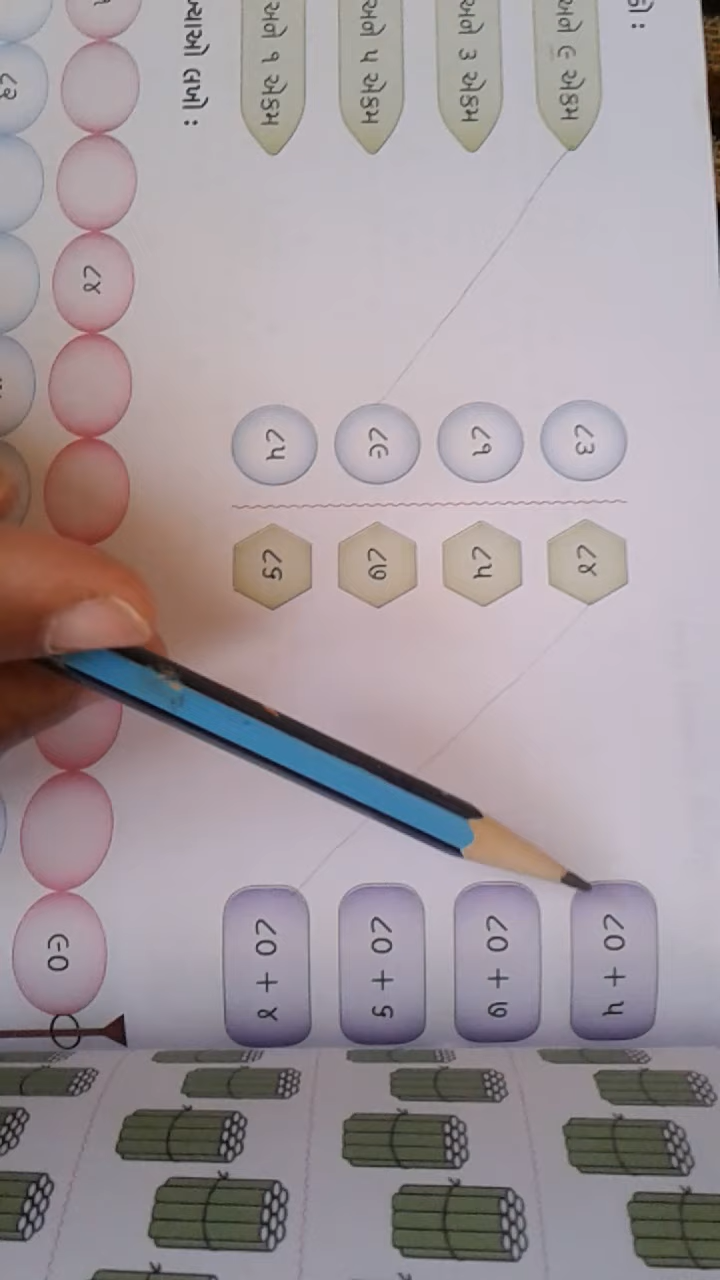 અને ૯ એકમ ૮૩ ૮૪ ૮૦ + ૫
અને ૩ એકમ ૮૧ ૮૫ ૮૦ + ૭
અને ૫ એકમ ૮૯ ૮૭ ૮૦ + ૬
અને ૧ એકમ ૮૫ ૮૬ ૮૦ + ૪
લખો :
૮૪ ૯૦
૮૨